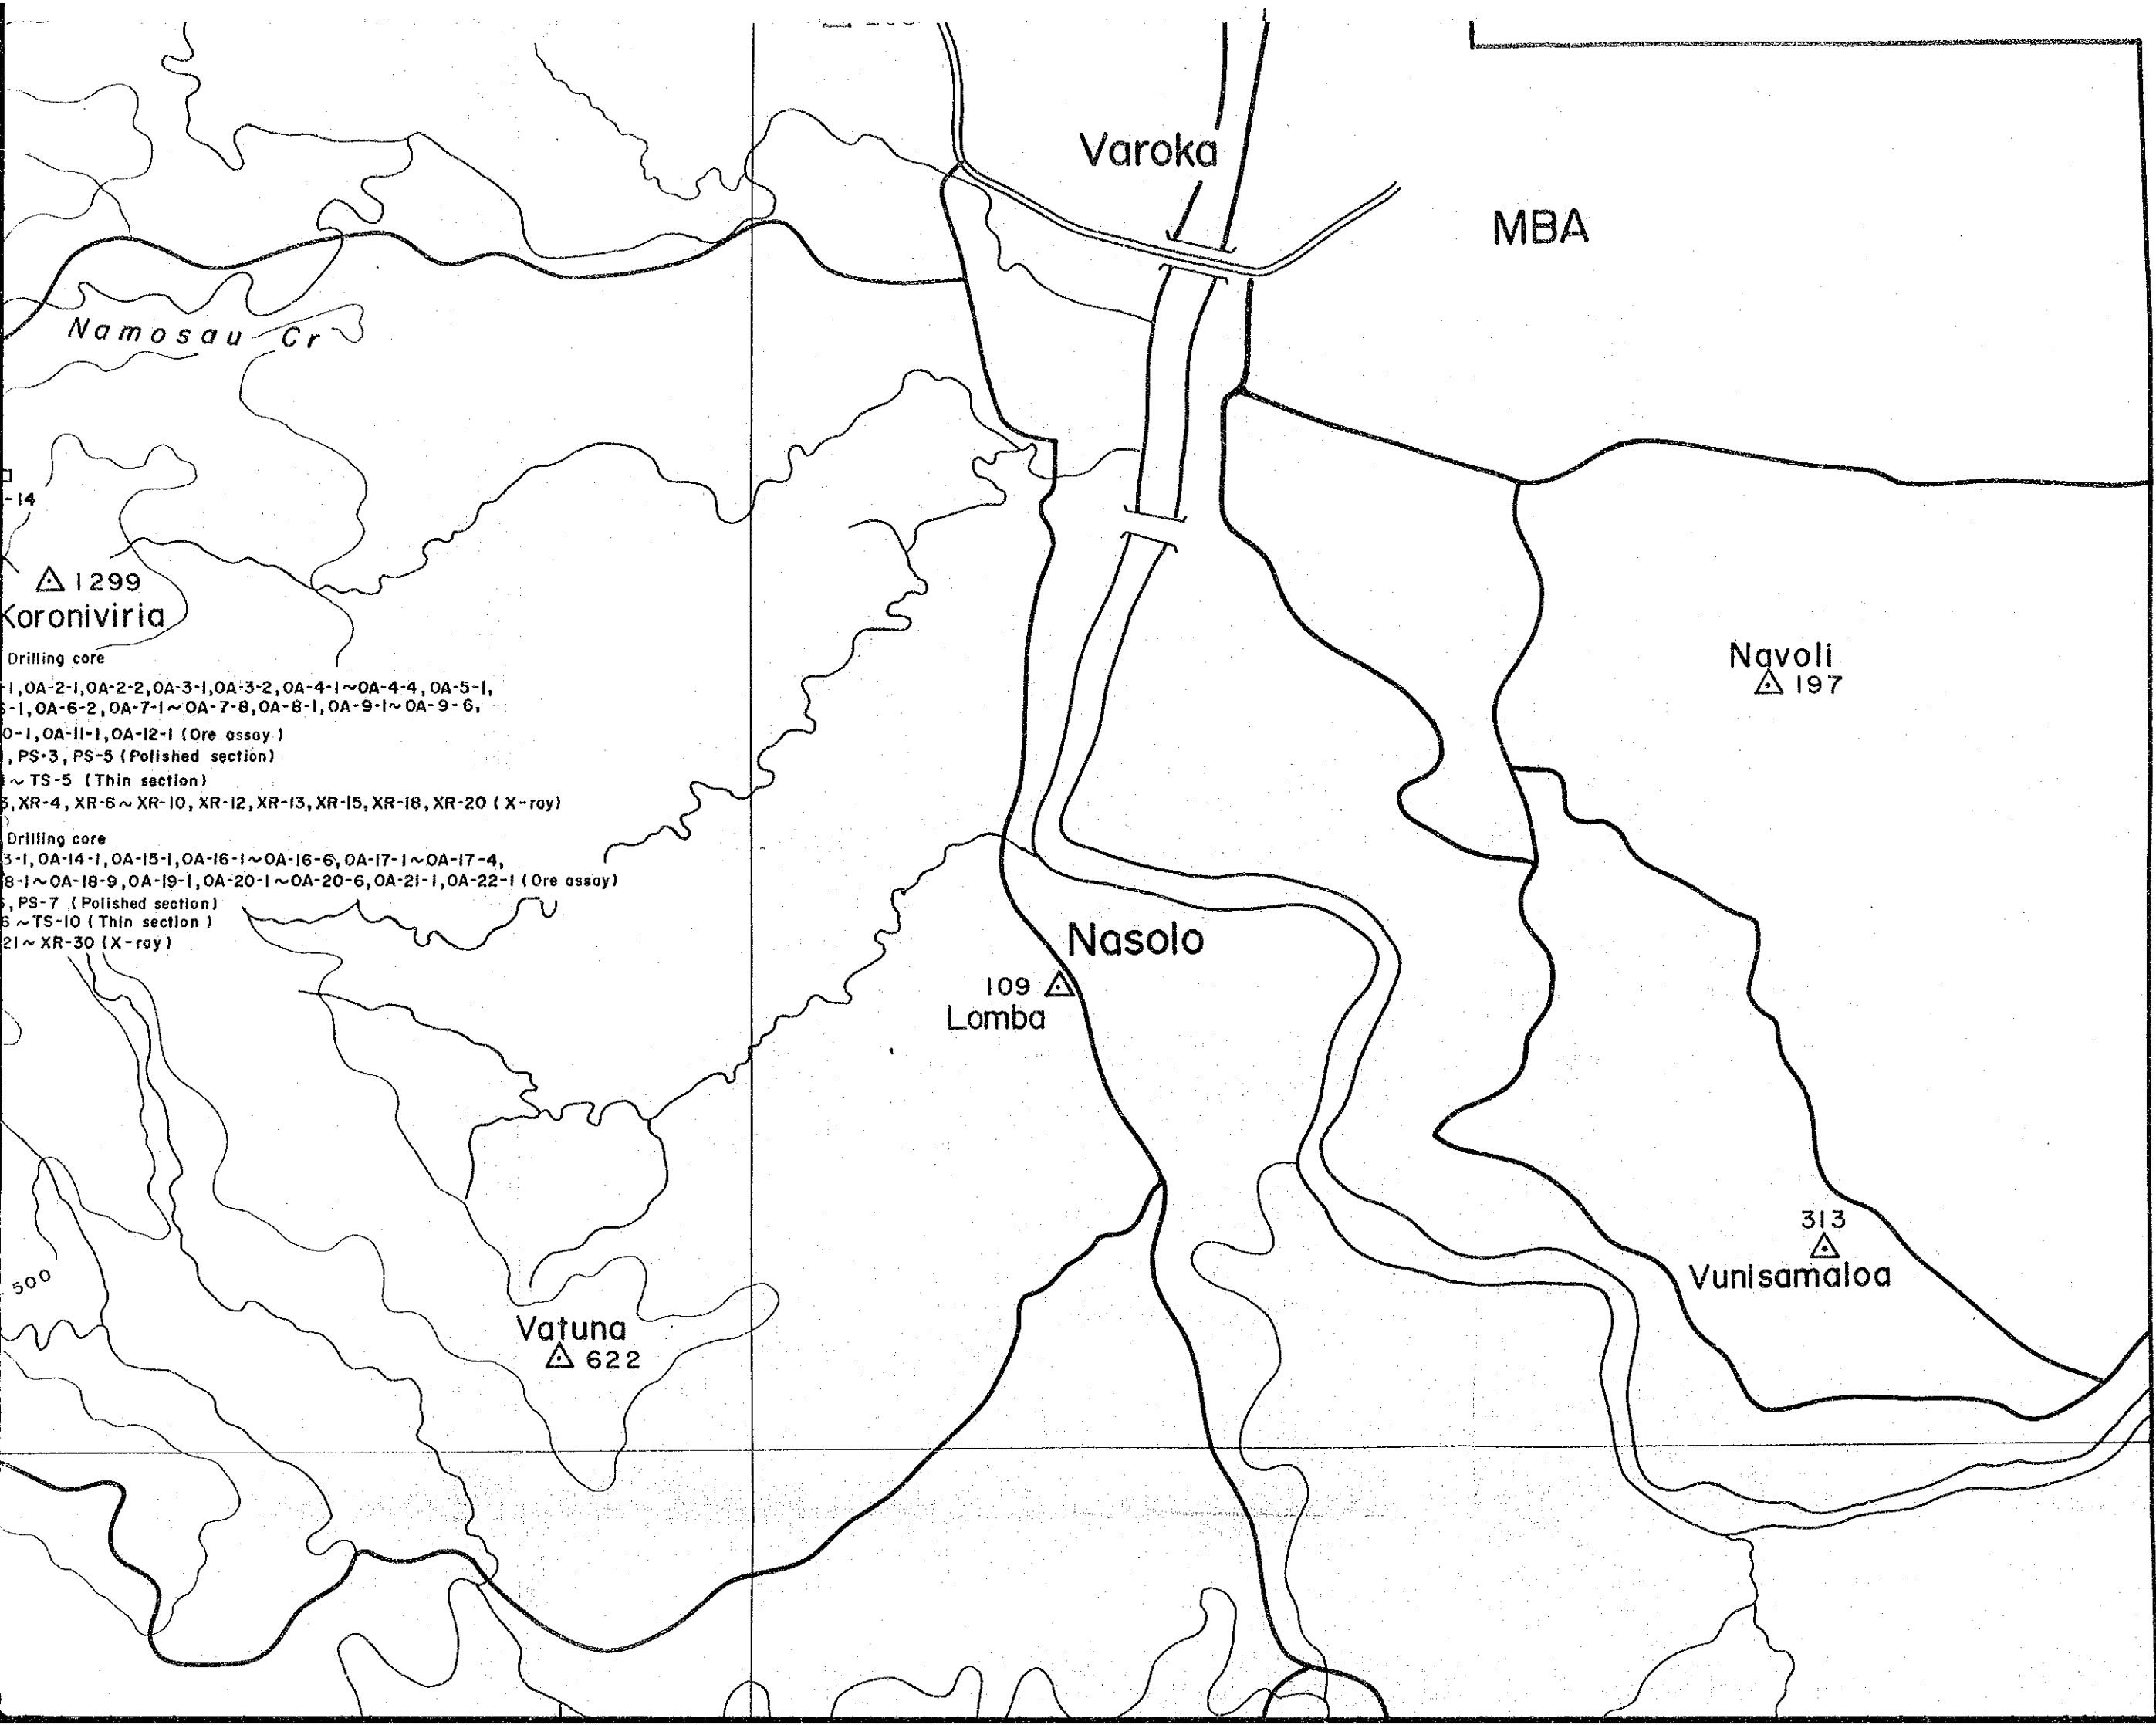 Varoka
MBA
Namosau Cr
-14
1299
Koroniviria
Navoli
197
Drilling core
-1,OA-2-1,OA-2-2,OA-3-1,OA-3-2,OA-4-1~OA-4-4,OA-5-1,
-1,OA-6-2,OA-7-1~OA-7-8,OA-8-1,OA-9-1~OA-9-6,
0-1,OA-11-1,OA-12-1 (Ore assay)
, PS-3, PS-5 (Polished section)
~ TS-5 (Thin section)
3,XR-4, XR-6~XR-10, XR-12, XR-13, XR-15, XR-18, XR-20 (X-ray)
Drilling core
3-1,OA-14-1,OA-15-1,OA-16-1~OA-16-6,OA-17-1~OA-17-4,
8-1~OA-18-9,OA-19-1,OA-20-1~OA-20-6,OA-21-1,OA-22-1 (Ore assay)
, PS-7 (Polished section)
6 ~ TS-10 (Thin section)
21 ~ XR-30 (X-ray)
Nasolo
109
Lomba
313
Vunisamaloa
500
Vatuna
622